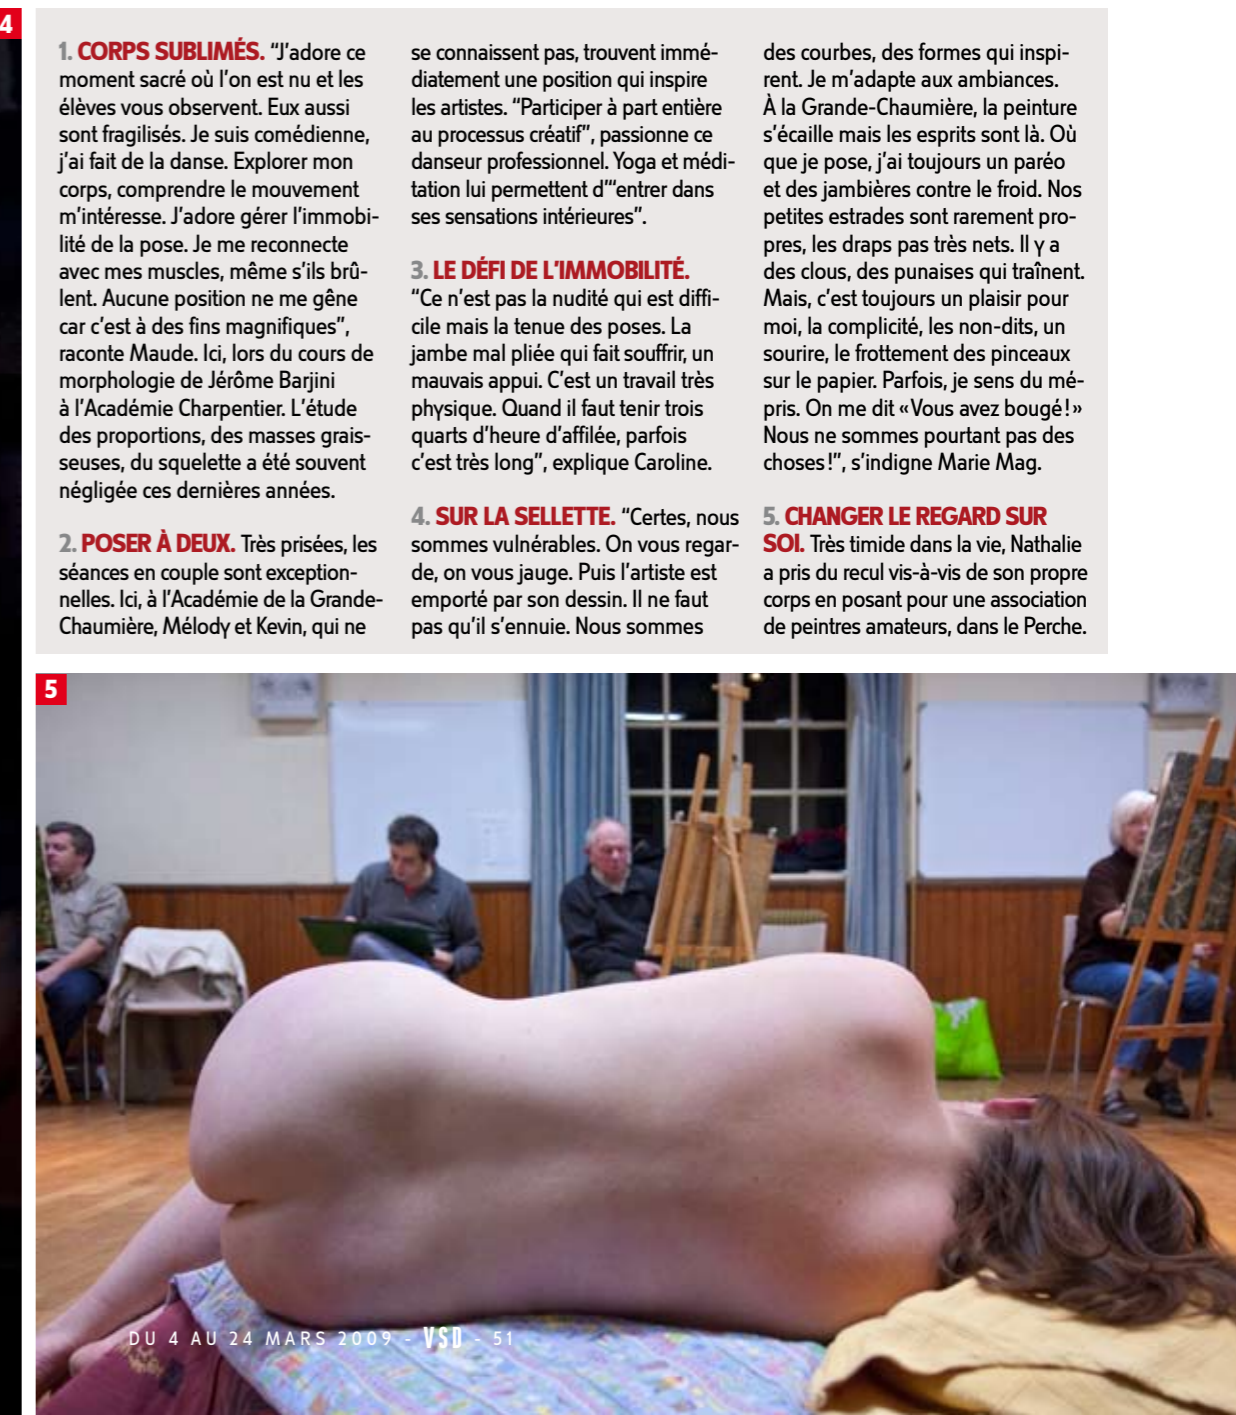 4
1. CORPS SUBLIMÉS. “J’adore ce
moment sacré où l’on est nu et les
élèves vous observent. Eux aussi
sont fragilisés. Je suis comédienne,
j’ai fait de la danse. Explorer mon
corps, comprendre le mouvement
m’intéresse. J’adore gérer l’immobi-
lité de la pose. Je me reconnecte
avec mes muscles, même s’ils brû-
lent. Aucune position ne me gêne
car c’est à des fins magnifiques”,
raconte Maude. Ici, lors du cours de
morphologie de Jérôme Barjini
à l’Académie Charpentier. L’étude
des proportions, des masses grais-
seuses, du squelette a été souvent
négligée ces dernières années.
2. POSER À DEUX. Très prisées, les
séances en couple sont exception-
nelles. Ici, à l’Académie de la Grande-
Chaumière, Mélody et Kevin, qui ne
se connaissent pas, trouvent immé-
diatement une position qui inspire
les artistes. “Participer à part entière
au processus créatif”, passionne ce
danseur professionnel. Yoga et médi-
tation lui permettent d’“entrer dans
ses sensations intérieures”.
3. LE DÉFI DE L’IMMOBILITÉ.
“Ce n’est pas la nudité qui est diffi-
cile mais la tenue des poses. La
jambe mal pliée qui fait souffrir, un
mauvais appui. C’est un travail très
physique. Quand il faut tenir trois
quarts d’heure d’affilée, parfois
c’est très long”, explique Caroline.
4. SUR LA SELLETTE. “Certes, nous
sommes vulnérables. On vous regar-
de, on vous jauge. Puis l’artiste est
emporté par son dessin. Il ne faut
pas qu’il s’ennuie. Nous sommes
des courbes, des formes qui inspi-
rent. Je m’adapte aux ambiances.
À la Grande-Chaumière, la peinture
s’écaille mais les esprits sont là. Où
que je pose, j’ai toujours un paréo
et des jambières contre le froid. Nos
petites estrades sont rarement pro-
pres, les draps pas très nets. Il y a
des clous, des punaises qui traînent.
Mais, c’est toujours un plaisir pour
moi, la complicité, les non-dits, un
sourire, le frottement des pinceaux
sur le papier. Parfois, je sens du mé-
pris. On me dit «Vous avez bougé!»
Nous ne sommes pourtant pas des
choses!”, s’indigne Marie Mag.
5. CHANGER LE REGARD SUR
SOI. Très timide dans la vie, Nathalie
a pris du recul vis-à-vis de son propre
corps en posant pour une association
de peintres amateurs, dans le Perche.
5
DU 4 AU 24 MARS 2009 - VSD - 51